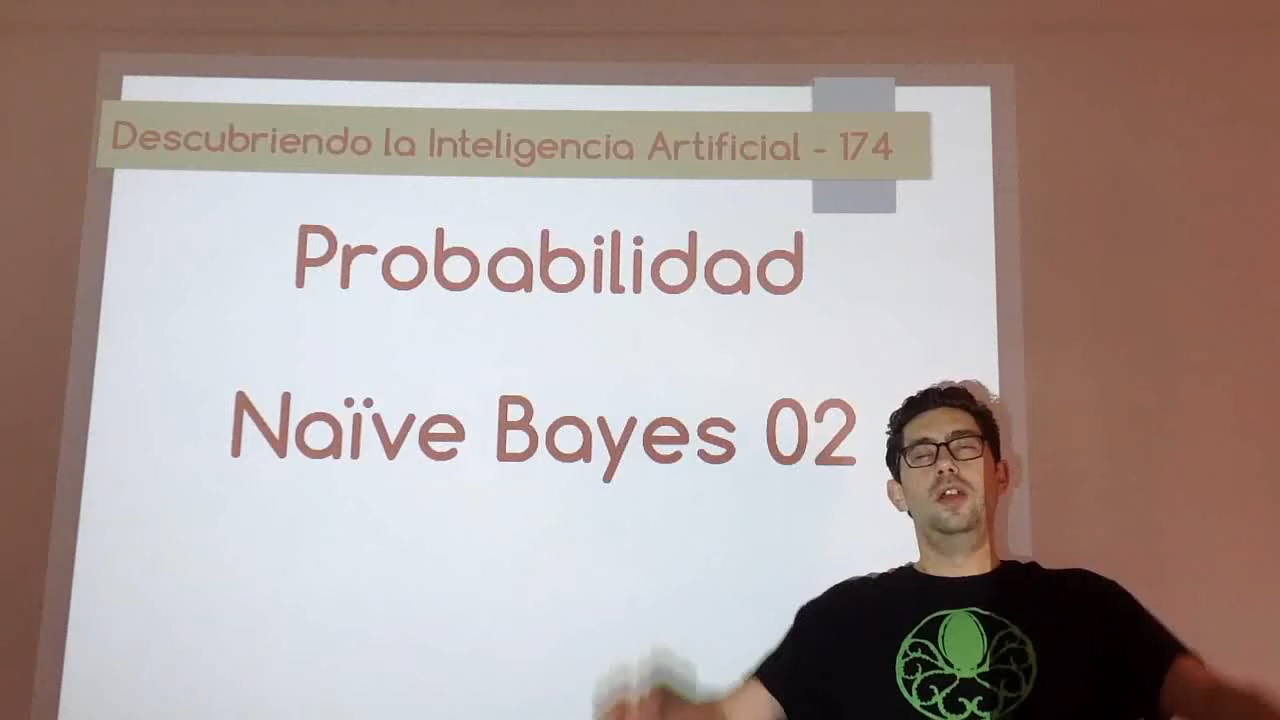 Descubriendo la Inteligencia Artificial - 174
Probabilidad
Naïve Bayes 02